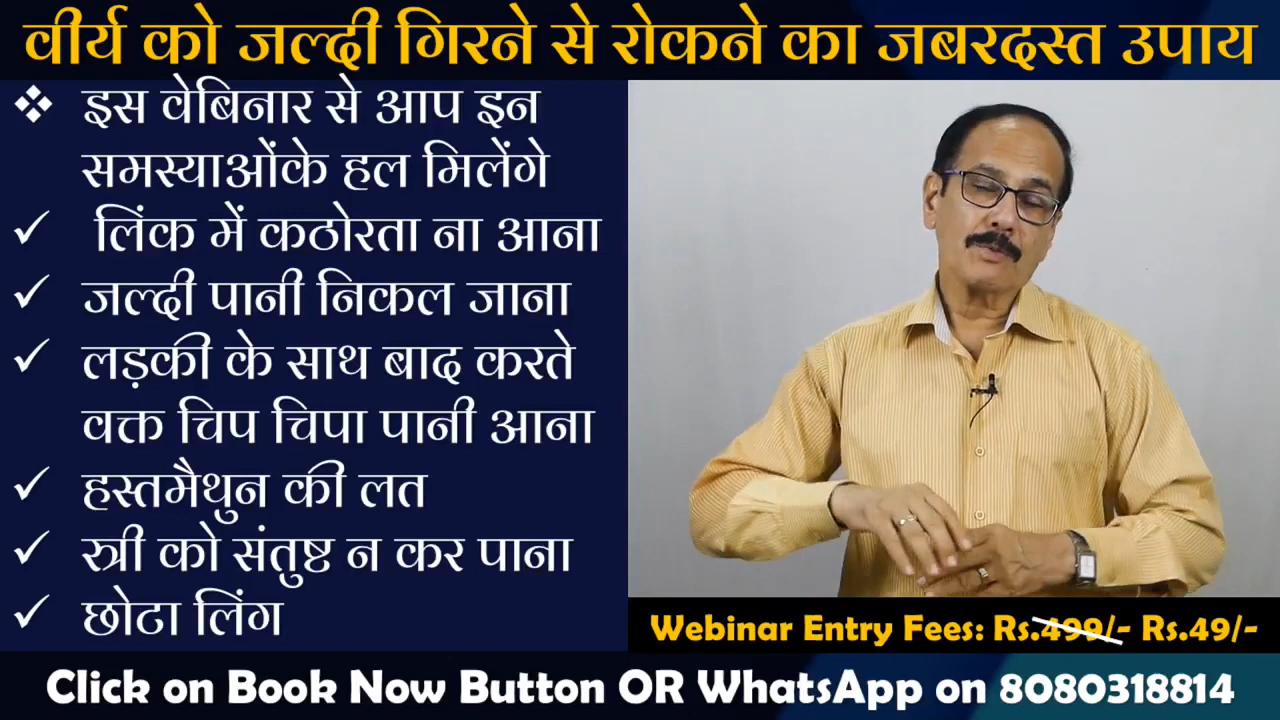 वीर्य को जल्दी गिरने से रोकने का जबरदस्त उपाय
❖ इस वेबिनार से आप इन
समस्याओंके हल मिलेंगे
✓ लिंक में कठोरता ना आना
✓ जल्दी पानी निकल जाना
✓ लड़की के साथ बाद करते
वक्त चिप चिपा पानी आना
✓ हस्तमैथुन की लत
✓ स्त्री को संतुष्ट न कर पाना
✓ छोटा लिंग
Webinar Entry Fees: Rs.499/- Rs.49/-
Click on Book Now Button OR WhatsApp on 8080318814